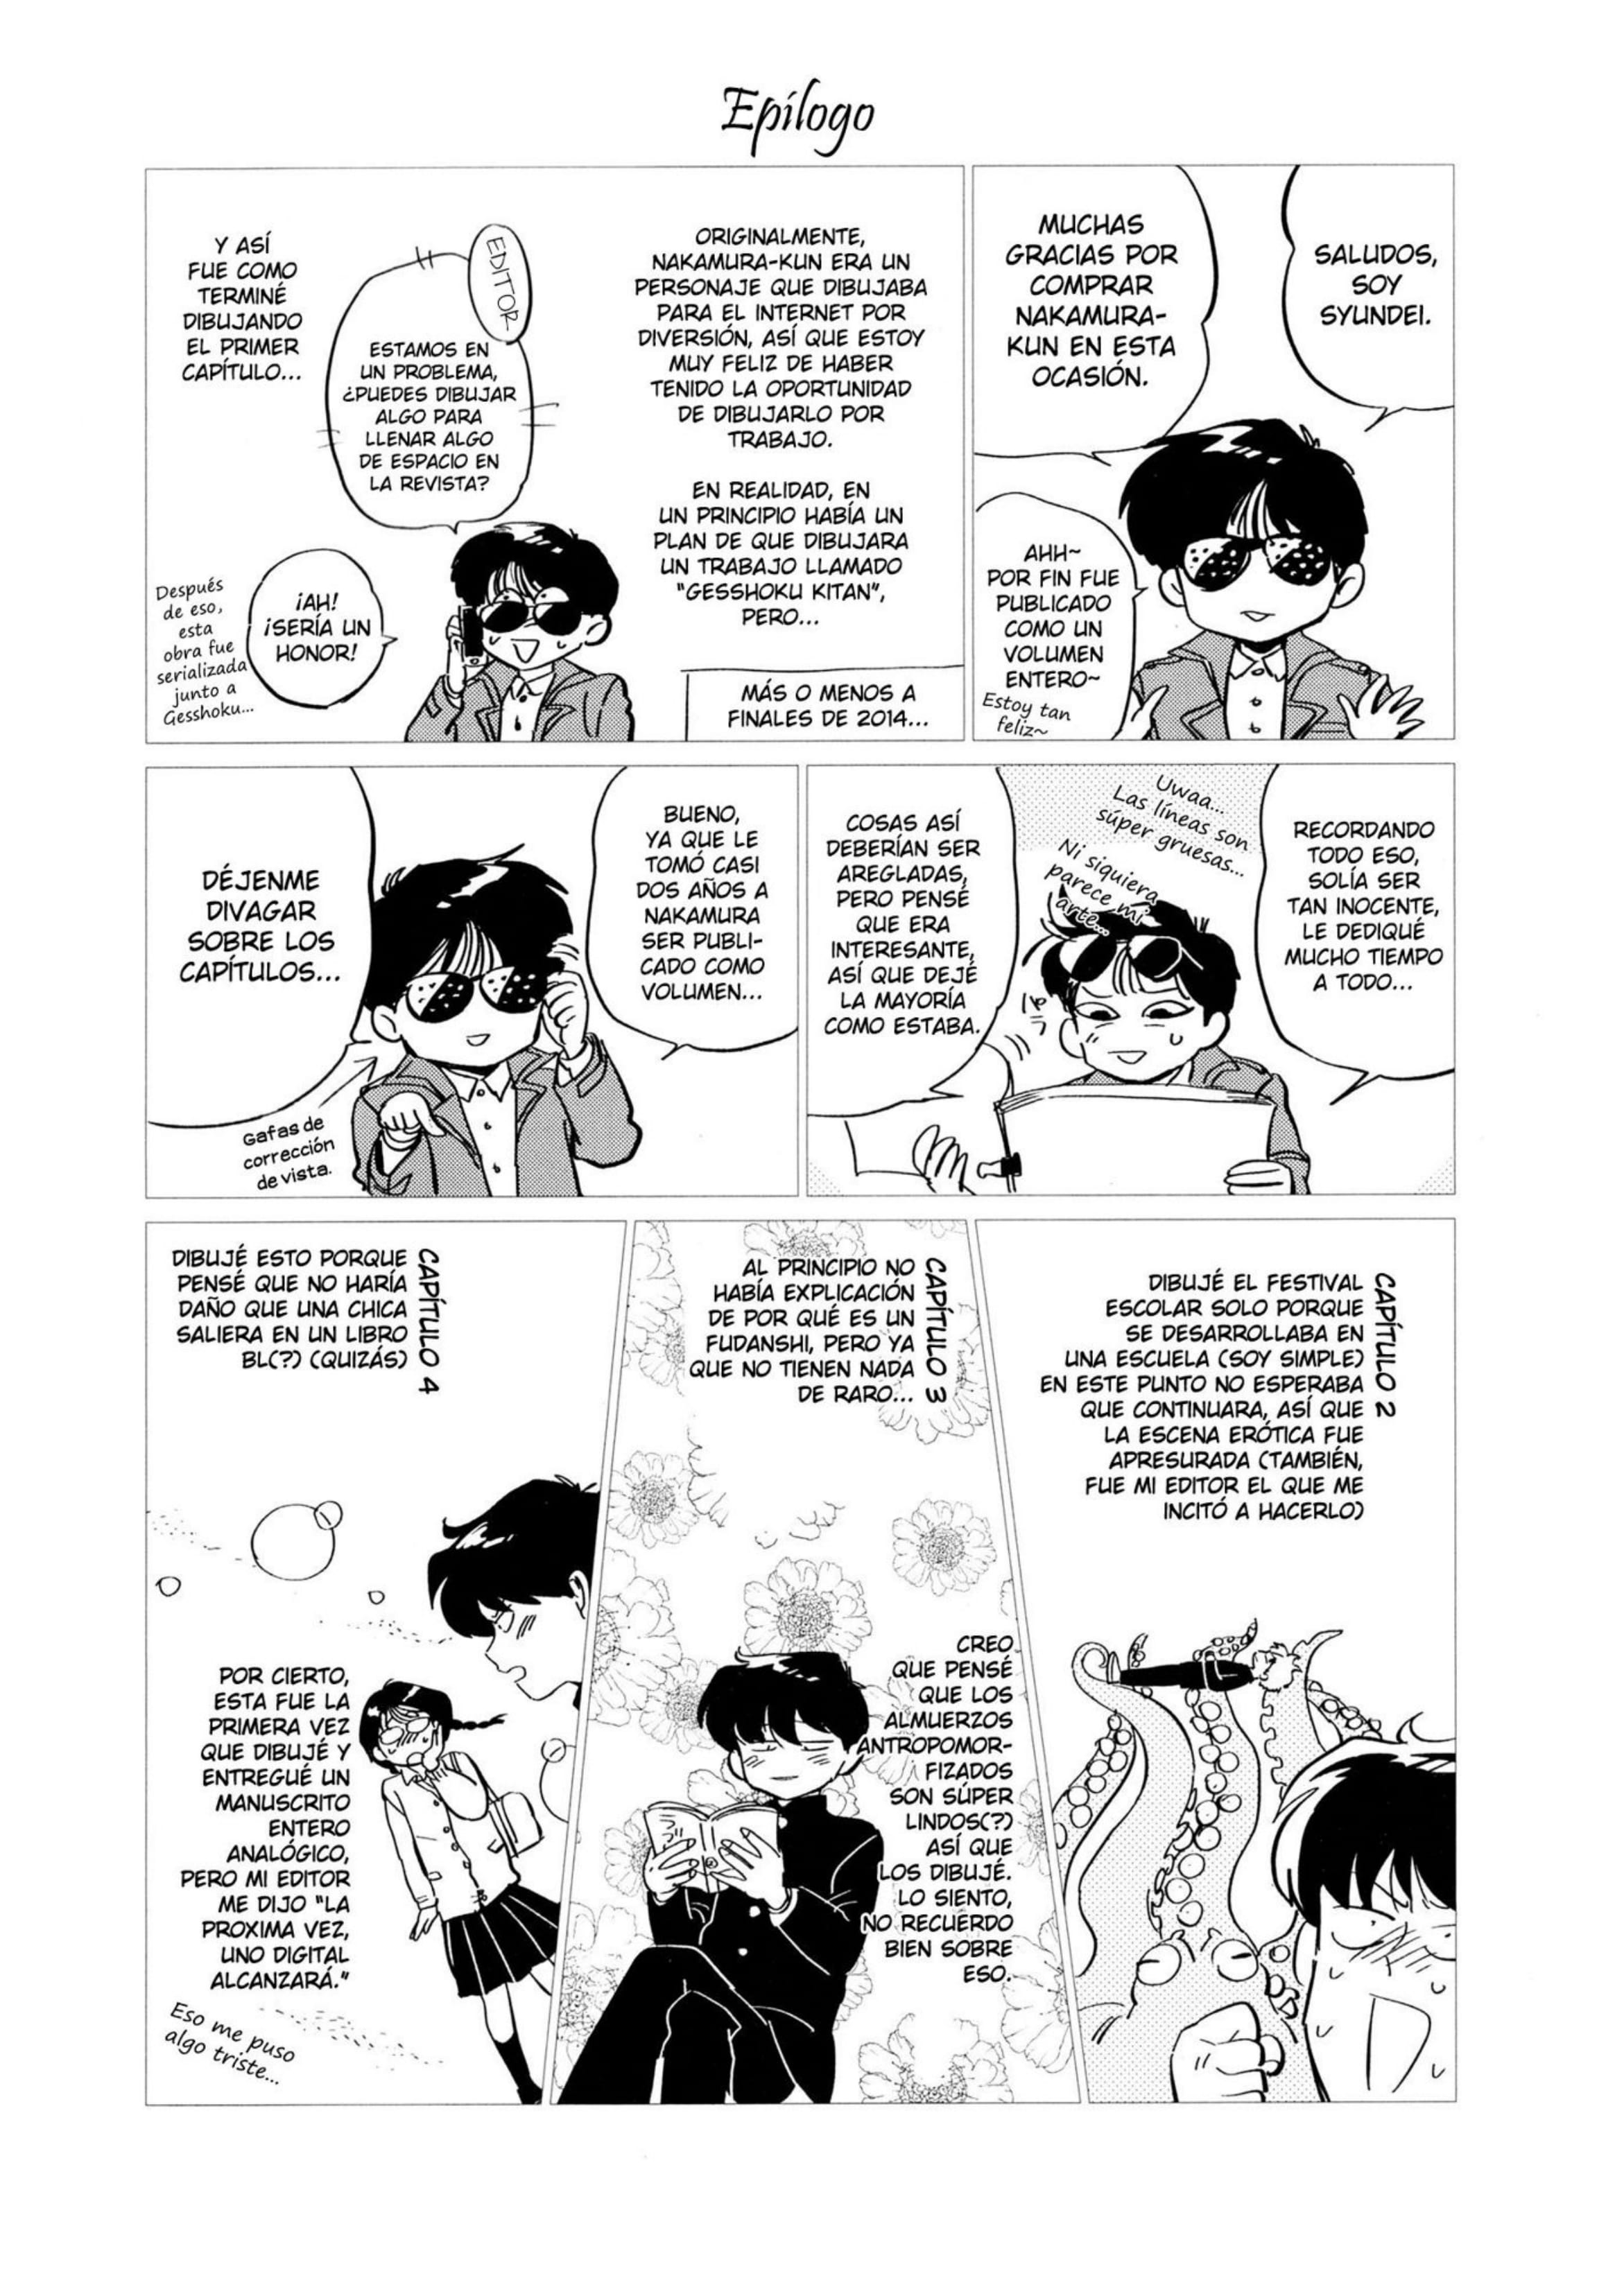 Epílogo
SALUDOS,
SOY
SYUNDEI.
MUCHAS
GRACIAS POR
COMPRAR
NAKAMURA-
KUN EN ESTA
OCASIÓN.
AHH~
POR FIN FUE
PUBLICADO
COMO UN
VOLUMEN
ENTERO~
Estoy tan
feliz~
ORIGINALMENTE,
NAKAMURA-KUN ERA UN
PERSONAJE QUE DIBUJABA
PARA EL INTERNET POR
DIVERSIÓN, ASÍ QUE ESTOY
MUY FELIZ DE HABER
TENIDO LA OPORTUNIDAD
DE DIBUJARLO POR
TRABAJO.
EN REALIDAD, EN
UN PRINCIPIO HABÍA UN
PLAN DE QUE DIBUJARA
UN TRABAJO LLAMADO
"GESSHOKU KITAN",
PERO...
MÁS O MENOS A
FINALES DE 2014...
EDITOR
ESTAMOS EN
UN PROBLEMA,
¿PUEDES DIBUJAR
ALGO PARA
LLENAR ALGO
DE ESPACIO EN
LA REVISTA?
¡AH!
¡SERÍA UN
HONOR!
Y ASÍ
FUE COMO
TERMINÉ
DIBUJANDO
EL PRIMER
CAPÍTULO...
Después
de eso,
esta
obra fue
serializada
junto a
Gesshoku...
RECORDANDO
TODO ESO,
SOLÍA SER
TAN INOCENTE,
LE DEDIQUÉ
MUCHO TIEMPO
A TODO...
Uwaa...
Las líneas son
súper gruesas...
Ni siquiera
parece mi
arte...
COSAS ASÍ
DEBERÍAN SER
AREGLADAS,
PERO PENSÉ
QUE ERA
INTERESANTE,
ASÍ QUE DEJÉ
LA MAYORÍA
COMO ESTABA.
BUENO,
YA QUE LE
TOMÓ CASI
DOS AÑOS A
NAKAMURA
SER PUBLI-
CADO COMO
VOLUMEN...
DÉJENME
DIVAGAR
SOBRE LOS
CAPÍTULOS...
Gafas de
corrección
de vista.
CAPÍTULO 2
DIBUJÉ EL FESTIVAL
ESCOLAR SOLO PORQUE
SE DESARROLLABA EN
UNA ESCUELA (SOY SIMPLE)
EN ESTE PUNTO NO ESPERABA
QUE CONTINUARA, ASÍ QUE
LA ESCENA ERÓTICA FUE
APRESURADA (TAMBIÉN,
FUE MI EDITOR EL QUE ME
INCITÓ A HACERLO)
CAPÍTULO 3
AL PRINCIPIO NO
HABÍA EXPLICACIÓN
DE POR QUÉ ES UN
FUDANSHI, PERO YA
QUE NO TIENEN NADA
DE RARO...
CREO
QUE PENSÉ
QUE LOS
ALMUERZOS
ANTROPOMOR-
FIZADOS
SON SÚPER
LINDOS(?)
ASÍ QUE
LOS DIBUJÉ.
LO SIENTO,
NO RECUERDO
BIEN SOBRE
ESO.
CAPÍTULO 4
DIBUJÉ ESTO PORQUE
PENSÉ QUE NO HARÍA
DAÑO QUE UNA CHICA
SALIERA EN UN LIBRO
BL(?) (QUIZÁS)
POR CIERTO,
ESTA FUE LA
PRIMERA VEZ
QUE DIBUJÉ Y
ENTREGUÉ UN
MANUSCRITO
ENTERO
ANALÓGICO,
PERO MI EDITOR
ME DIJO "LA
PROXIMA VEZ,
UNO DIGITAL
ALCANZARÁ."
Eso me puso
algo triste...